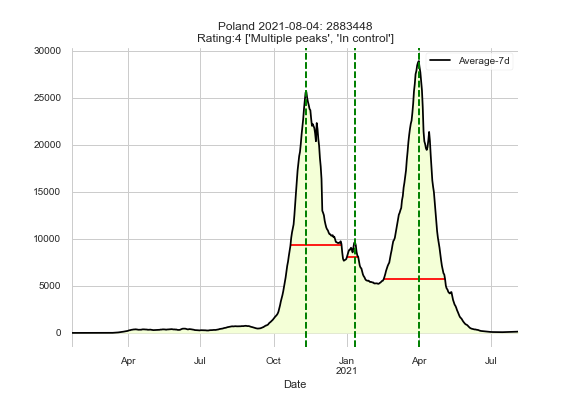 Poland 2021-08-04: 2883448
Rating:4 ['Multiple peaks', 'In control']
Average-7d
30000
25000
20000
15000
10000
5000
0
Apr Jul Oct Jan Apr Jul
2021
Date